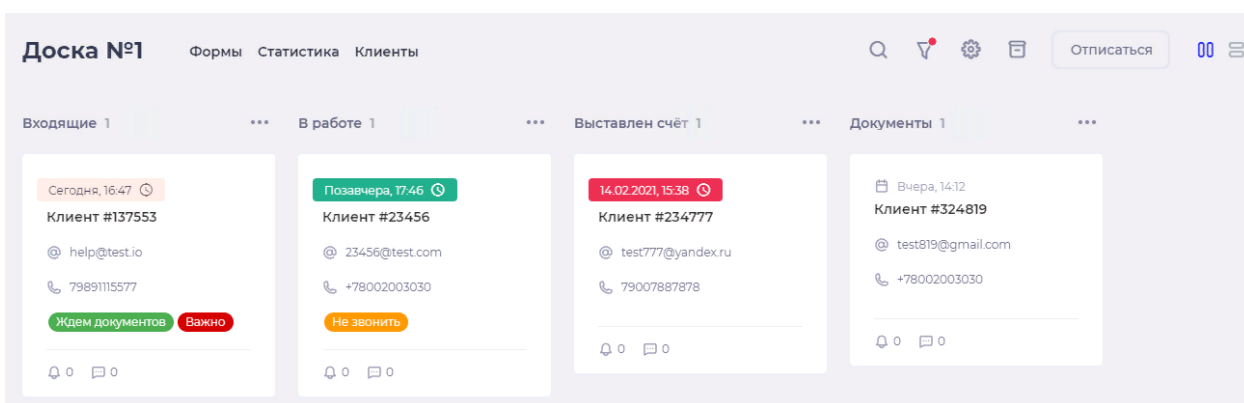 Доска №1 Формы Статистика Клиенты Отписаться
Входящие 1
Сегодня, 16:47
Клиент #137553
help@test.io
79891115577
Ждем документов Важно
0 0
В работе 1
Позавчера, 17:46
Клиент #23456
23456@test.com
+78002003030
Не звонить
0 0
Выставлен счёт 1
14.02.2021, 15:38
Клиент #234777
test777@yandex.ru
79007887878
0 0
Документы 1
Вчера, 14:12
Клиент #324819
test819@gmail.com
+78002003030
0 0